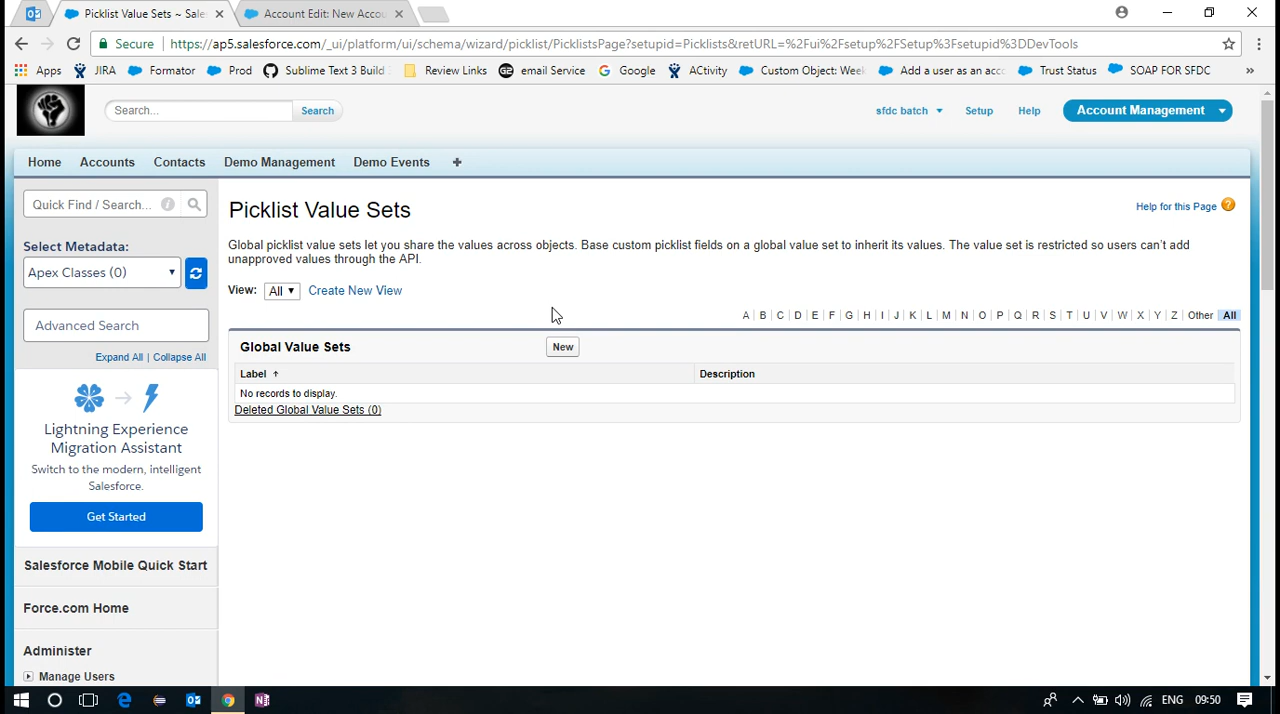 Picklist Value Sets ~ Sale
Account Edit: New Accou
Secure
https://ap5.salesforce.com/_ui/platform/ui/schema/wizard/picklist/PicklistsPage?setupid=Picklists&retURL=%2Fui%2Fsetup%2FSetup%3Fsetupid%3DDevTools
Apps JIRA Formator Prod Sublime Text 3 Build Review Links email Service Google ACtivity Custom Object: Week Add a user as an acc Trust Status SOAP FOR SFDC »
Search... Search sfdc batch Setup Help Account Management
Home Accounts Contacts Demo Management Demo Events +
Quick Find / Search...
Select Metadata:
Apex Classes (0)
Advanced Search
Expand All | Collapse All
Lightning Experience
Migration Assistant
Switch to the modern, intelligent
Salesforce.
Get Started
Salesforce Mobile Quick Start
Force.com Home
Administer
Manage Users
Picklist Value Sets
Help for this Page ?
Global picklist value sets let you share the values across objects. Base custom picklist fields on a global value set to inherit its values. The value set is restricted so users can't add
unapproved values through the API.
View: All Create New View
A B C D E F G H I J K L M N O P Q R S T U V W X Y Z Other All
Global Value Sets New
Label Description
No records to display.
Deleted Global Value Sets (0)
ENG 09:50